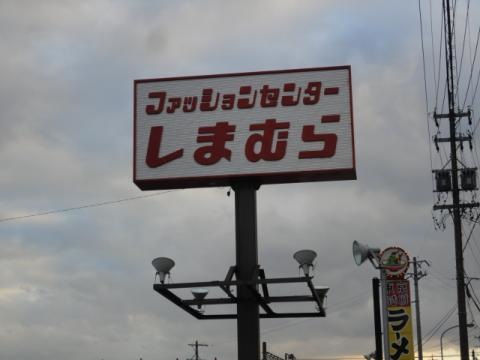 ファッションセンター
しまむら
ラーメ